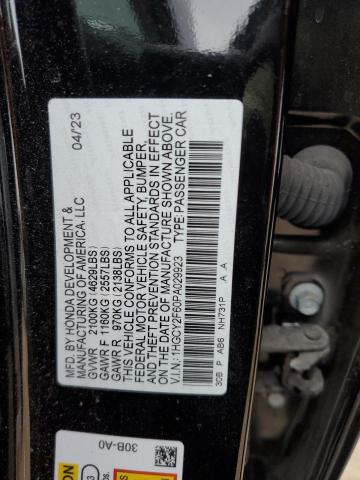 MFD. BY HONDA DEVELOPMENT & 04/'23
MANUFACTURING OF AMERICA, LLC
GVWR 2100KG (4629LBS)
GAWR F 1160KG (2557LBS)
GAWR R 970KG (2138LBS)
THIS VEHICLE CONFORMS TO ALL APPLICABLE
FEDERAL MOTOR VEHICLE SAFETY, BUMPER,
AND THEFT PREVENTION STANDARDS IN EFFECT
ON THE DATE OF MANUFACTURE SHOWN ABOVE.
V.I.N.: 1HGCY2F60PA029923 TYPE:PASSENGER CAR
30B P AB6 NH731P A A
30B-A0